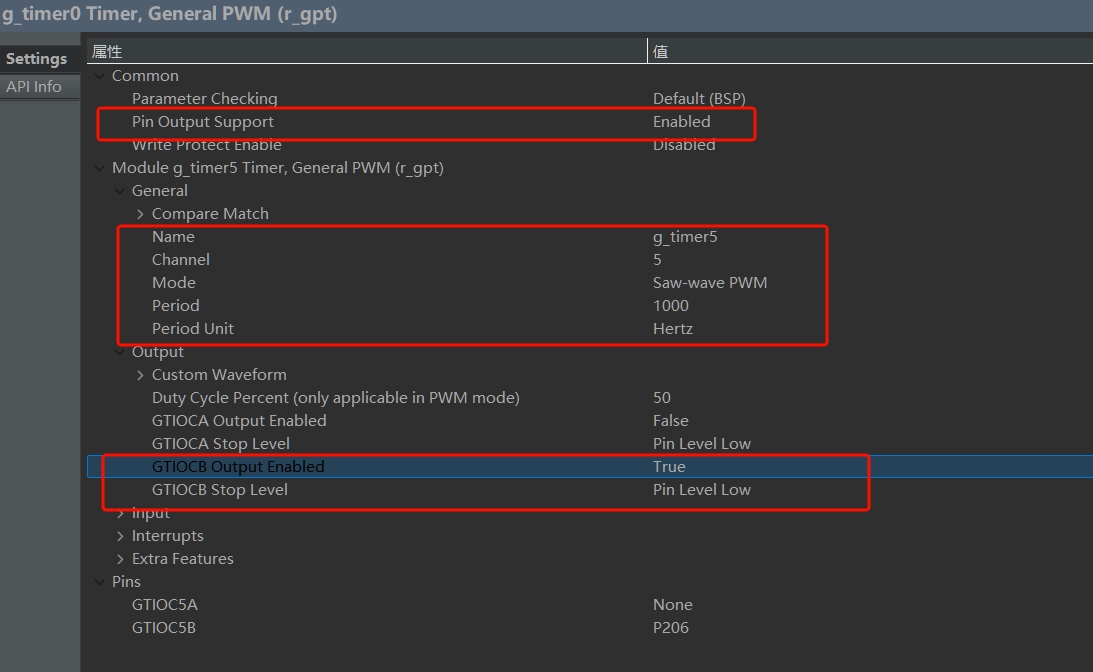 g_timer0 Timer, General PWM (r_gpt)
Settings
API Info
属性 值
Common
Parameter Checking Default (BSP)
Pin Output Support Enabled
Write Protect Enable Disabled
Module g_timer5 Timer, General PWM (r_gpt)
General
Compare Match
Name g_timer5
Channel 5
Mode Saw-wave PWM
Period 1000
Period Unit Hertz
Output
Custom Waveform
Duty Cycle Percent (only applicable in PWM mode) 50
GTIOCA Output Enabled False
GTIOCA Stop Level Pin Level Low
GTIOCB Output Enabled True
GTIOCB Stop Level Pin Level Low
Input
Interrupts
Extra Features
Pins
GTIOC5A None
GTIOC5B P206